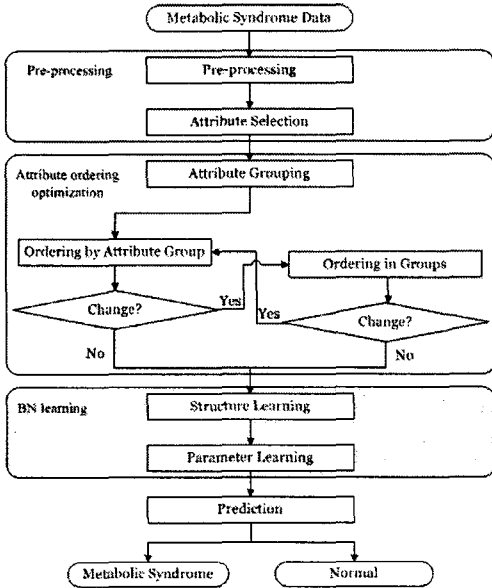 Metabolic Syndrome Data
Pre-processing
Pre-processing
Attribute Selection
Attribute ordering
optimization
Attribute Grouping
Ordering by Attribute Group
Ordering in Groups
Change?
Yes
Yes
Change?
No
No
BN learning
Structure Learning
Parameter Learning
Prediction
Metabolic Syndrome
Normal